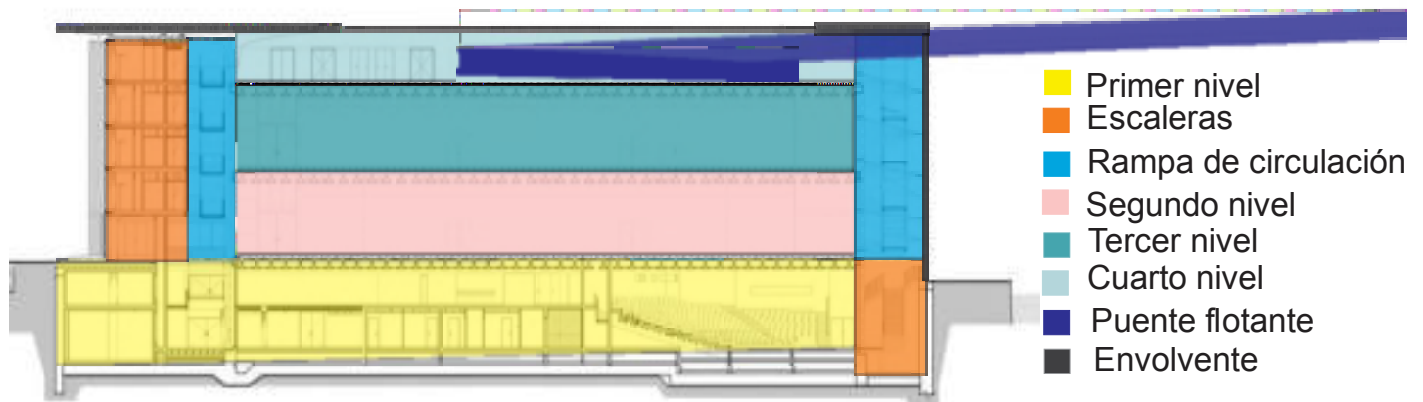 Primer nivel
Escaleras
Rampa de circulación
Segundo nivel
Tercer nivel
Cuarto nivel
Puente flotante
Envolvente